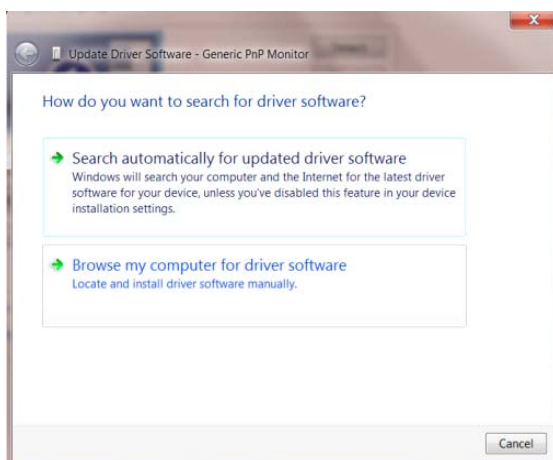 Update Driver Software - Generic PnP Monitor
How do you want to search for driver software?
Search automatically for updated driver software
Windows will search your computer and the Internet for the latest driver
software for your device, unless you've disabled this feature in your device
installation settings.
Browse my computer for driver software
Locate and install driver software manually.
Cancel